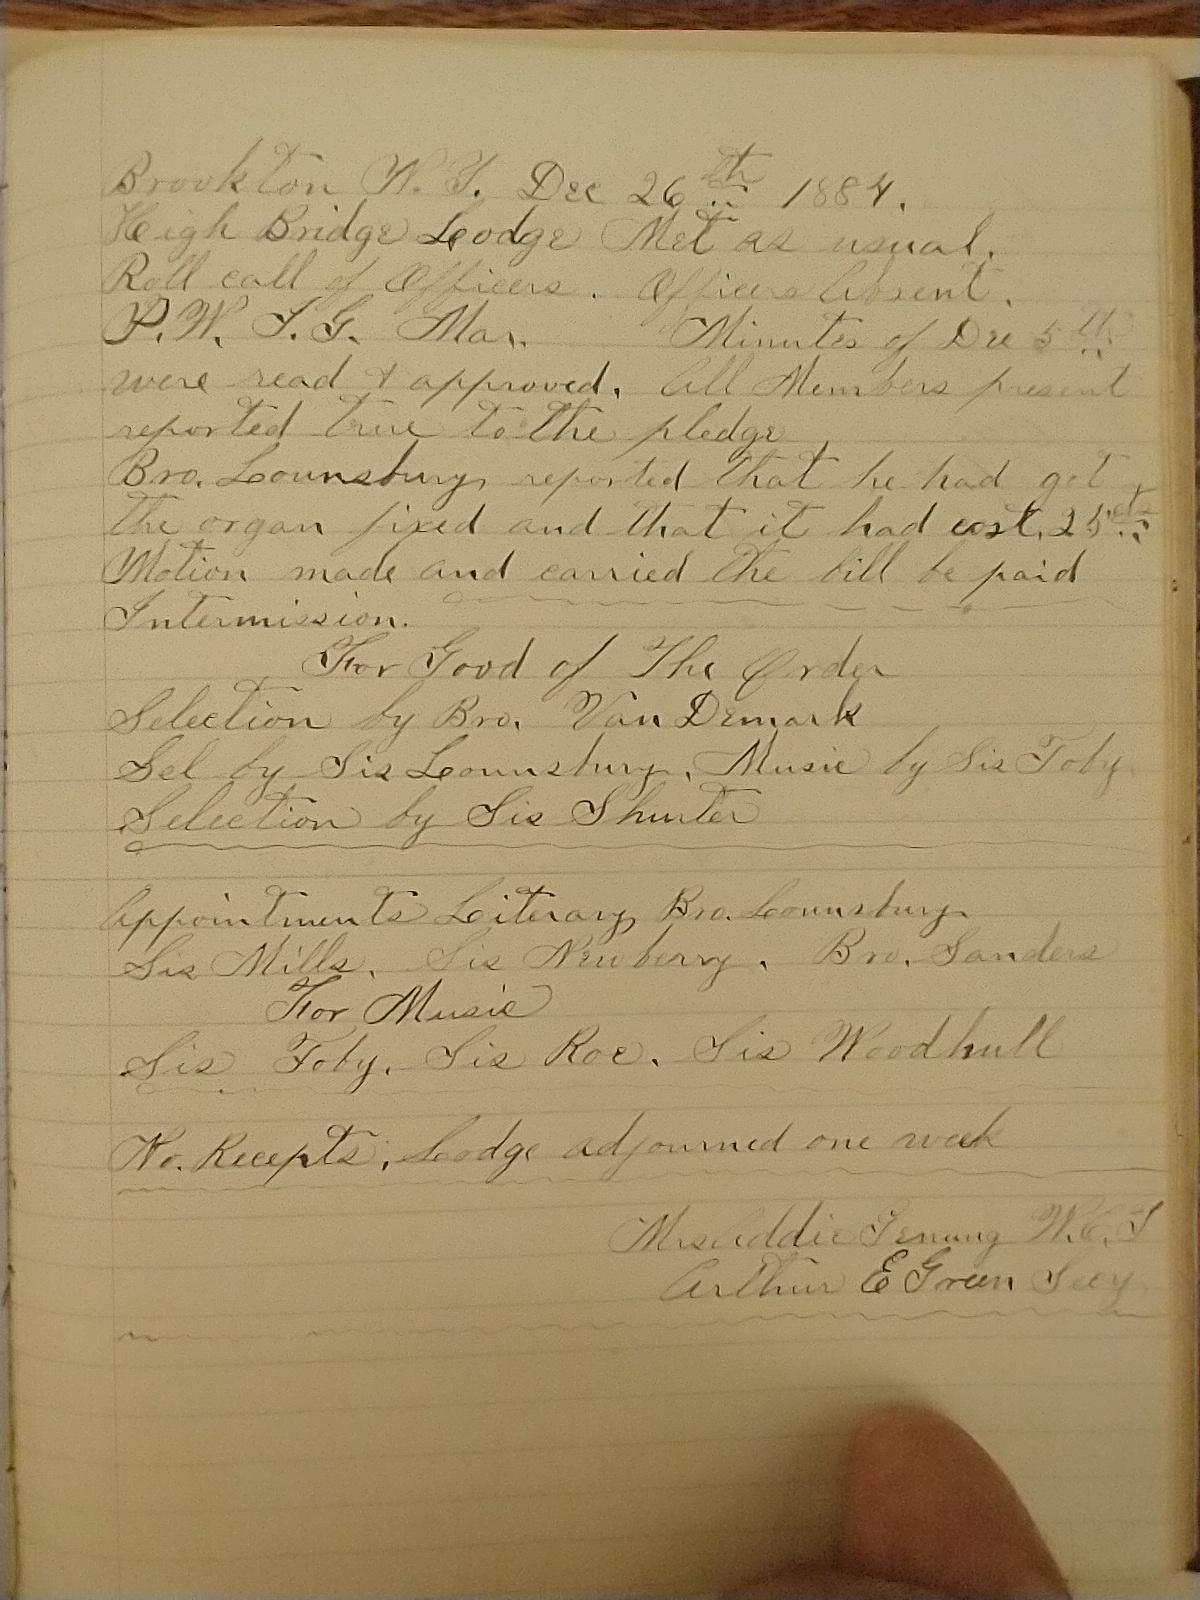 Brookton N. Y. Dec 26th 1884.
High Bridge Lodge Met as usual.
Roll call of Officers. Officers Absent.
P.W. I.G. Mar. Minutes of Dec 5th
were read & approved. All Members present
reported true to the pledge.
Bro. Lounsbury reported that he had got
the organ fixed and that it had cost 25cts
Motion made and carried the bill be paid
Intermission.
For Good of The Order
Selection by Bro. Van Demark
Sel by Sis Lounsbury. Music by Sis Toby
Selection by Sis Shurter
Appointments Literary Bro. Lounsbury
Sis Mills. Sis Newberry. Bro. Sanders
For Music
Sis Toby. Sis Roe. Sis Woodhull
No. Recepts. Lodge adjourned one week
Mrs Addie Genung W.C.T
Arthur E Green Secy